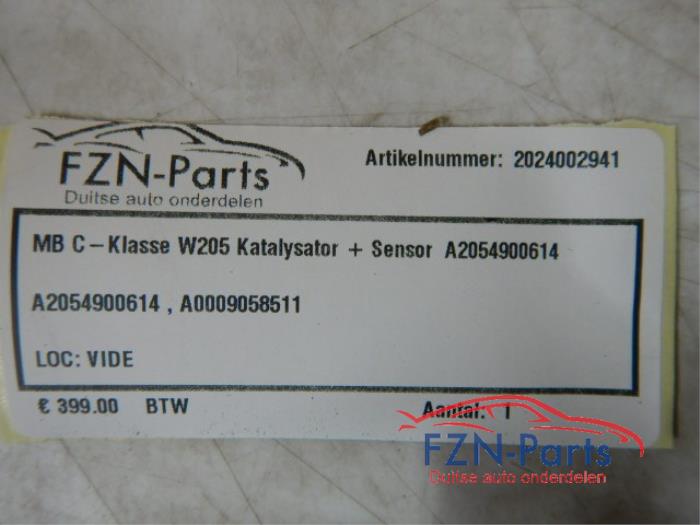 FZN-Parts
Duitse auto onderdelen
Artikelnummer: 2024002941
MB C-Klasse W205 Katalysator + Sensor A2054900614
A2054900614 , A0009058511
LOC: VIDE
€ 399.00 BTW
Aantal: 1
FZN-Parts
Duitse auto onderdelen